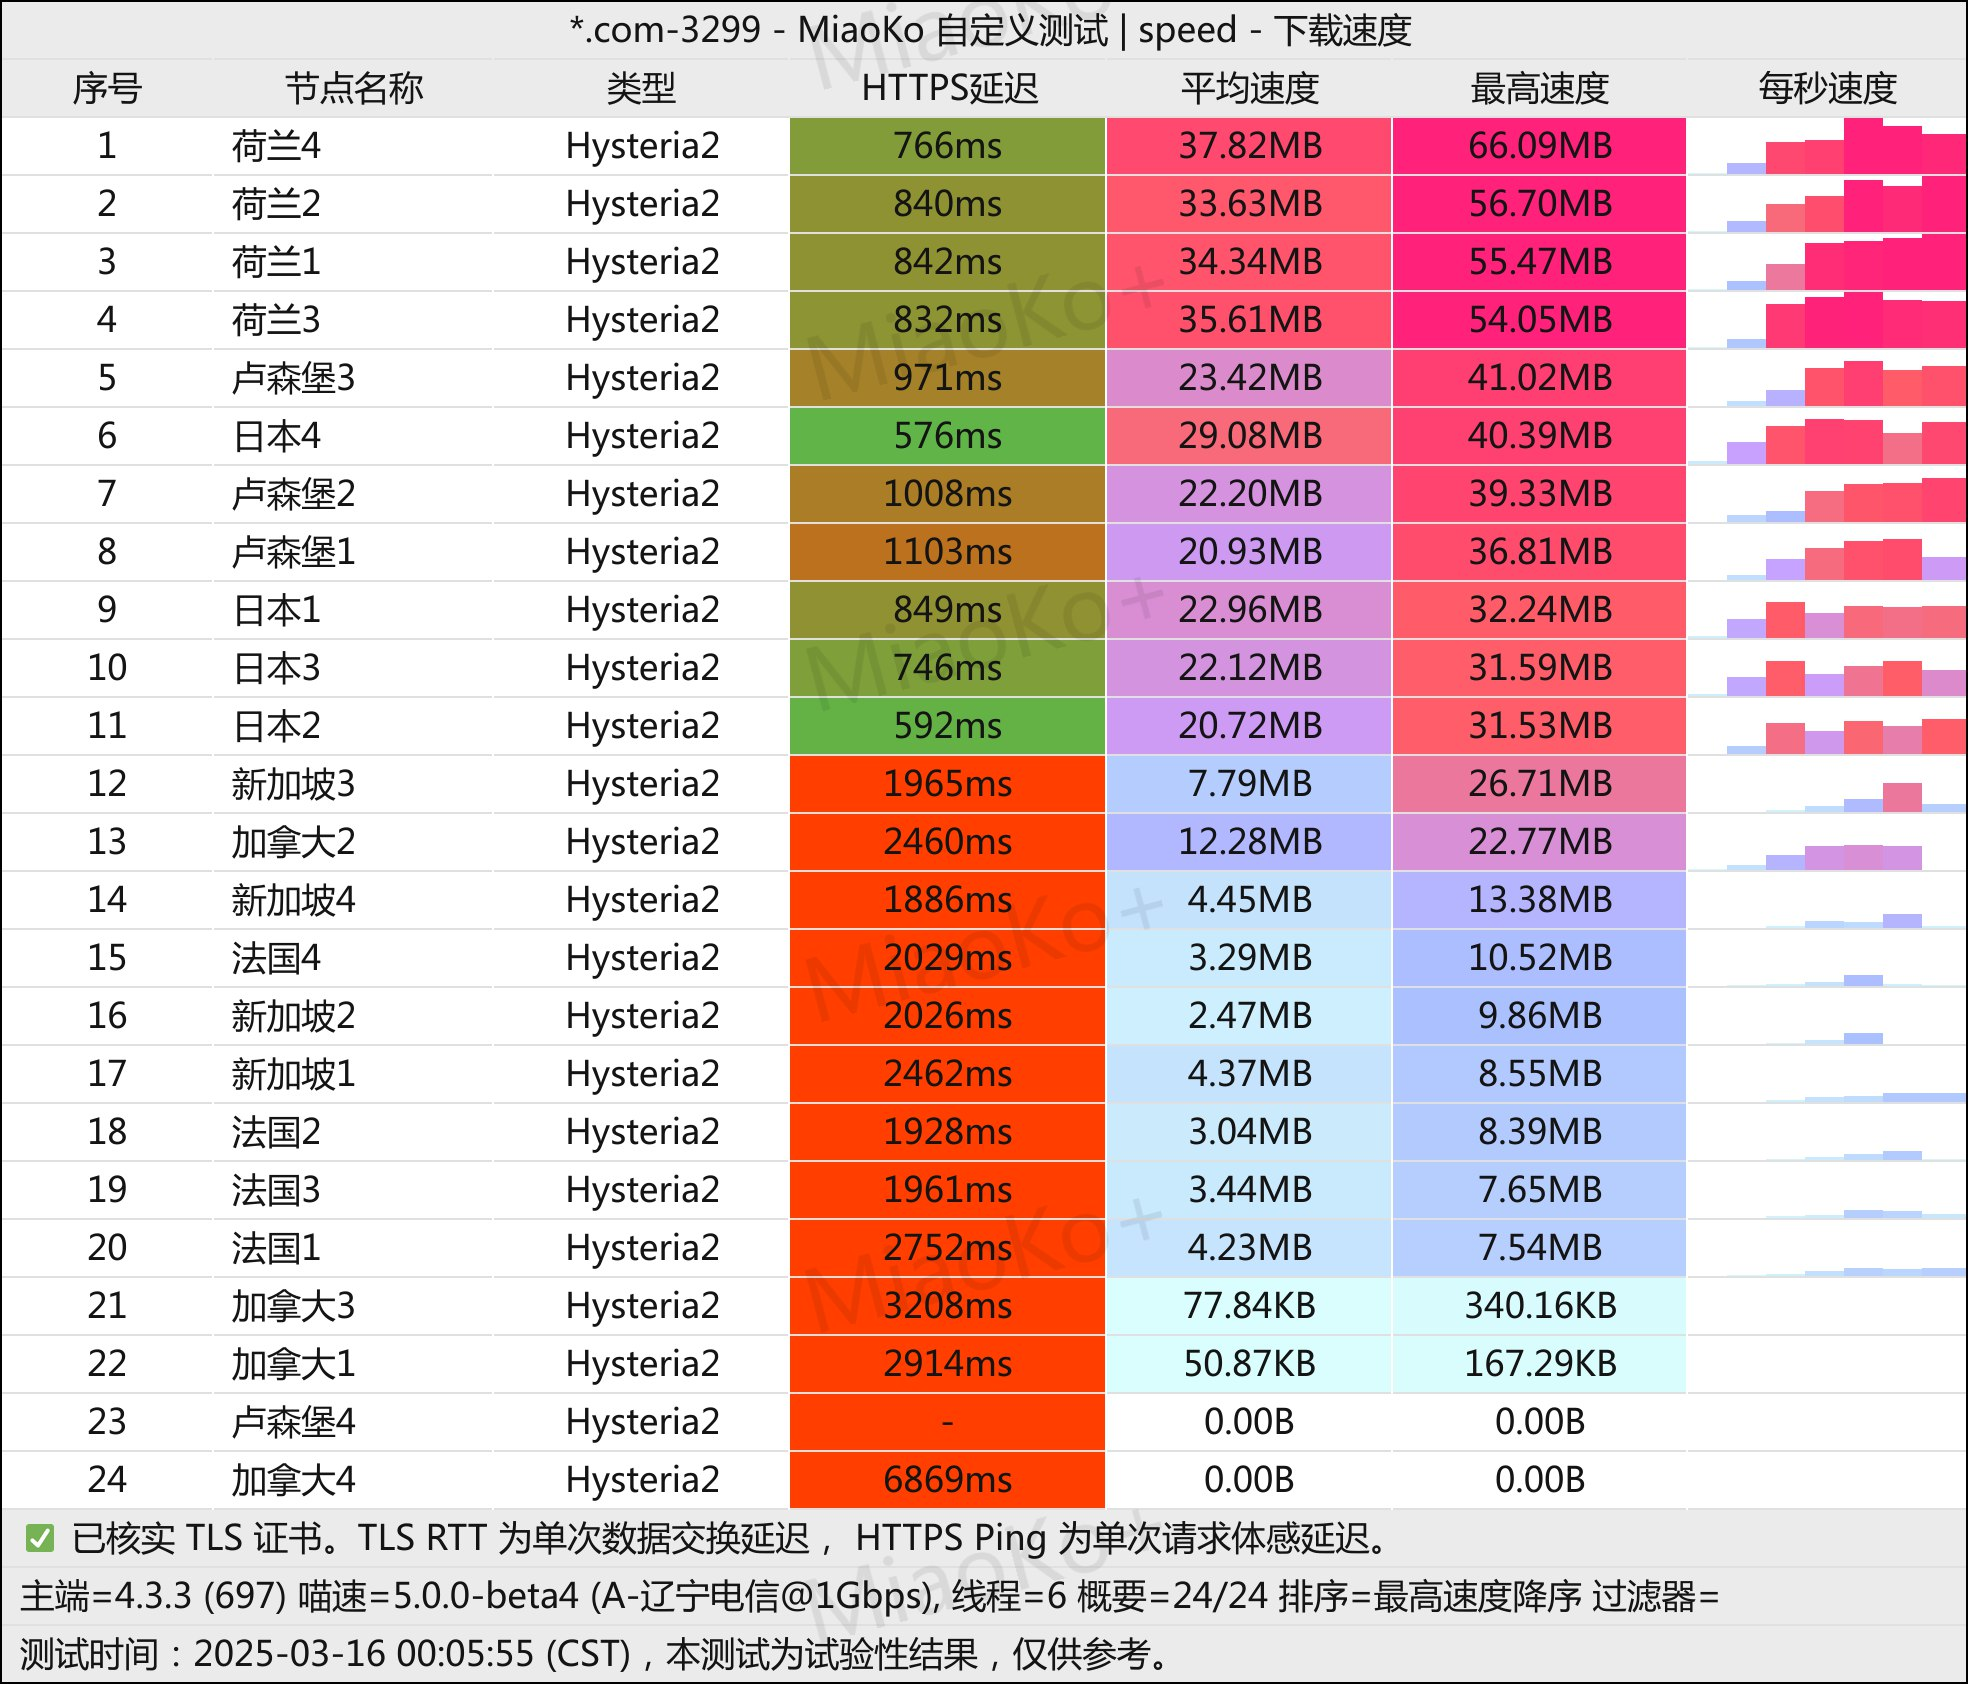 *.com-3299 - MiaoKo 自定义测试 | speed - 下载速度
序号 节点名称 类型 HTTPS延迟 平均速度 最高速度 每秒速度
1 荷兰4 Hysteria2 766ms 37.82MB 66.09MB
2 荷兰2 Hysteria2 840ms 33.63MB 56.70MB
3 荷兰1 Hysteria2 842ms 34.34MB 55.47MB
4 荷兰3 Hysteria2 832ms 35.61MB 54.05MB
5 卢森堡3 Hysteria2 971ms 23.42MB 41.02MB
6 日本4 Hysteria2 576ms 29.08MB 40.39MB
7 卢森堡2 Hysteria2 1008ms 22.20MB 39.33MB
8 卢森堡1 Hysteria2 1103ms 20.93MB 36.81MB
9 日本1 Hysteria2 849ms 22.96MB 32.24MB
10 日本3 Hysteria2 746ms 22.12MB 31.59MB
11 日本2 Hysteria2 592ms 20.72MB 31.53MB
12 新加坡3 Hysteria2 1965ms 7.79MB 26.71MB
13 加拿大2 Hysteria2 2460ms 12.28MB 22.77MB
14 新加坡4 Hysteria2 1886ms 4.45MB 13.38MB
15 法国4 Hysteria2 2029ms 3.29MB 10.52MB
16 新加坡2 Hysteria2 2026ms 2.47MB 9.86MB
17 新加坡1 Hysteria2 2462ms 4.37MB 8.55MB
18 法国2 Hysteria2 1928ms 3.04MB 8.39MB
19 法国3 Hysteria2 1961ms 3.44MB 7.65MB
20 法国1 Hysteria2 2752ms 4.23MB 7.54MB
21 加拿大3 Hysteria2 3208ms 77.84KB 340.16KB
22 加拿大1 Hysteria2 2914ms 50.87KB 167.29KB
23 卢森堡4 Hysteria2 - 0.00B 0.00B
24 加拿大4 Hysteria2 6869ms 0.00B 0.00B
✅ 已核实 TLS 证书。TLS RTT 为单次数据交换延迟， HTTPS Ping 为单次请求体感延迟。
主端=4.3.3 (697) 喵速=5.0.0-beta4 (A-辽宁电信@1Gbps), 线程=6 概要=24/24 排序=最高速度降序 过滤器=
测试时间：2025-03-16 00:05:55 (CST)，本测试为试验性结果，仅供参考。
MiaoKo+
MiaoKo+
MiaoKo+
MiaoKo+
MiaoKo+
MiaoKo+